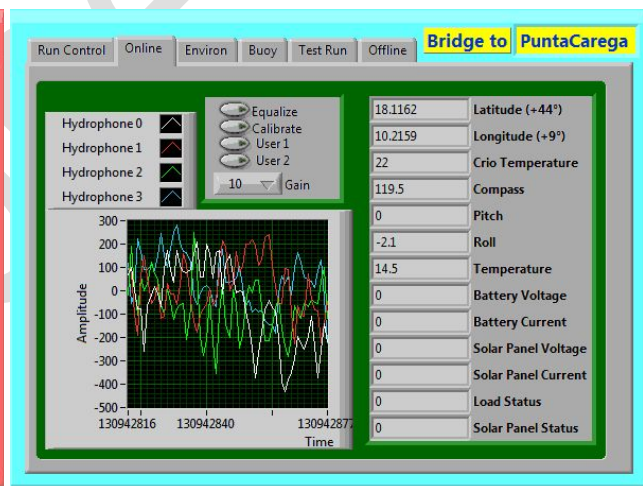 Bridge to PuntaCarega
Run Control Online Environ Buoy Test Run Offline
Hydrophone 0
Hydrophone 1
Hydrophone 2
Hydrophone 3
Equalize
Calibrate
User 1
User 2
10 Gain
300
200
100
0
-100
-200
-300
-400
-500
Amplitude
130942816 130942840 130942877
Time
18.1162 Latitude (+44°)
10.2159 Longitude (+9°)
22 Crio Temperature
119.5 Compass
0 Pitch
-2.1 Roll
14.5 Temperature
0 Battery Voltage
0 Battery Current
0 Solar Panel Voltage
0 Solar Panel Current
0 Load Status
0 Solar Panel Status